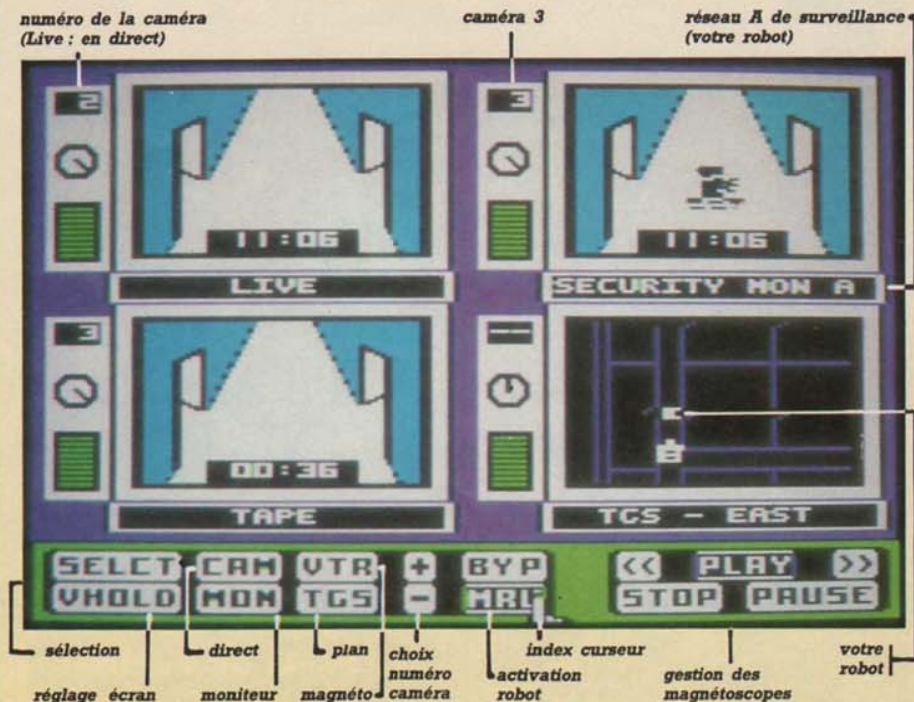 numéro de la caméra
(Live : en direct)
caméra 3
réseau A de surveillance
(votre robot)
2
3
11:06
11:06
LIVE
SECURITY MON A
3
--
00:36
TAPE
TGS - EAST
SELCT CAM VTR + BYP << PLAY >>
VHOLD MON TGS - MRF STOP PAUSE
sélection
direct
plan
choix
numéro
caméra
index curseur
votre
robot
réglage écran
moniteur
magnéto
activation
robot
gestion des
magnétoscopes